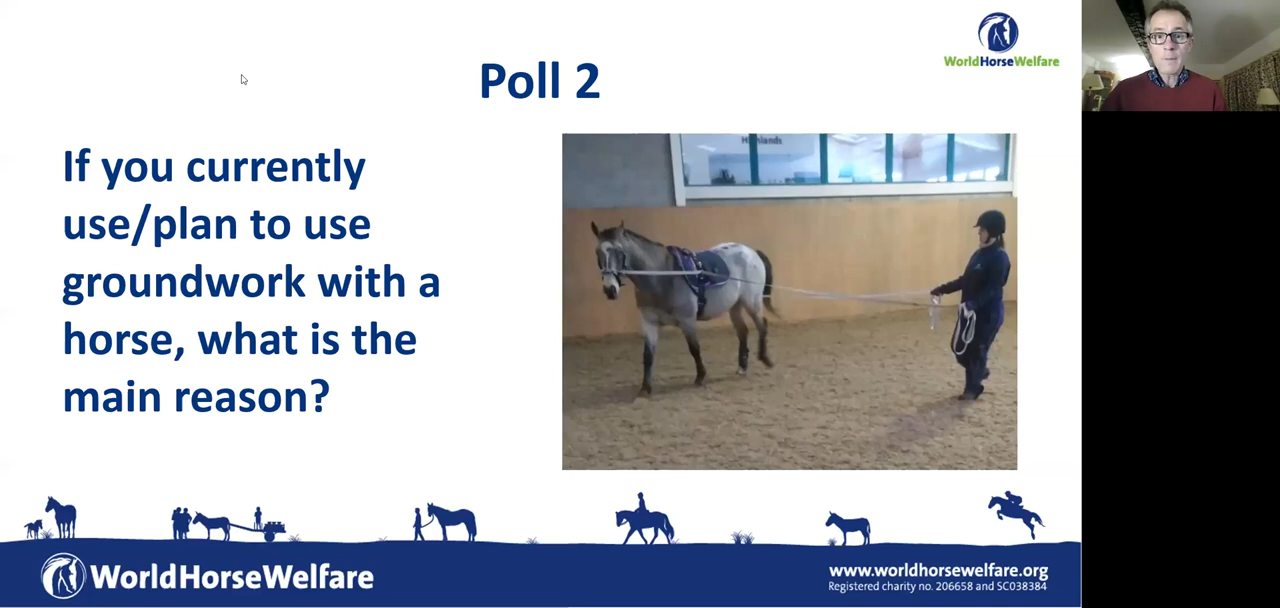 WorldHorseWelfare
Poll 2
If you currently
use/plan to use
groundwork with a
horse, what is the
main reason?
WorldHorseWelfare
www.worldhorsewelfare.org
Registered charity no. 206658 and SC038384